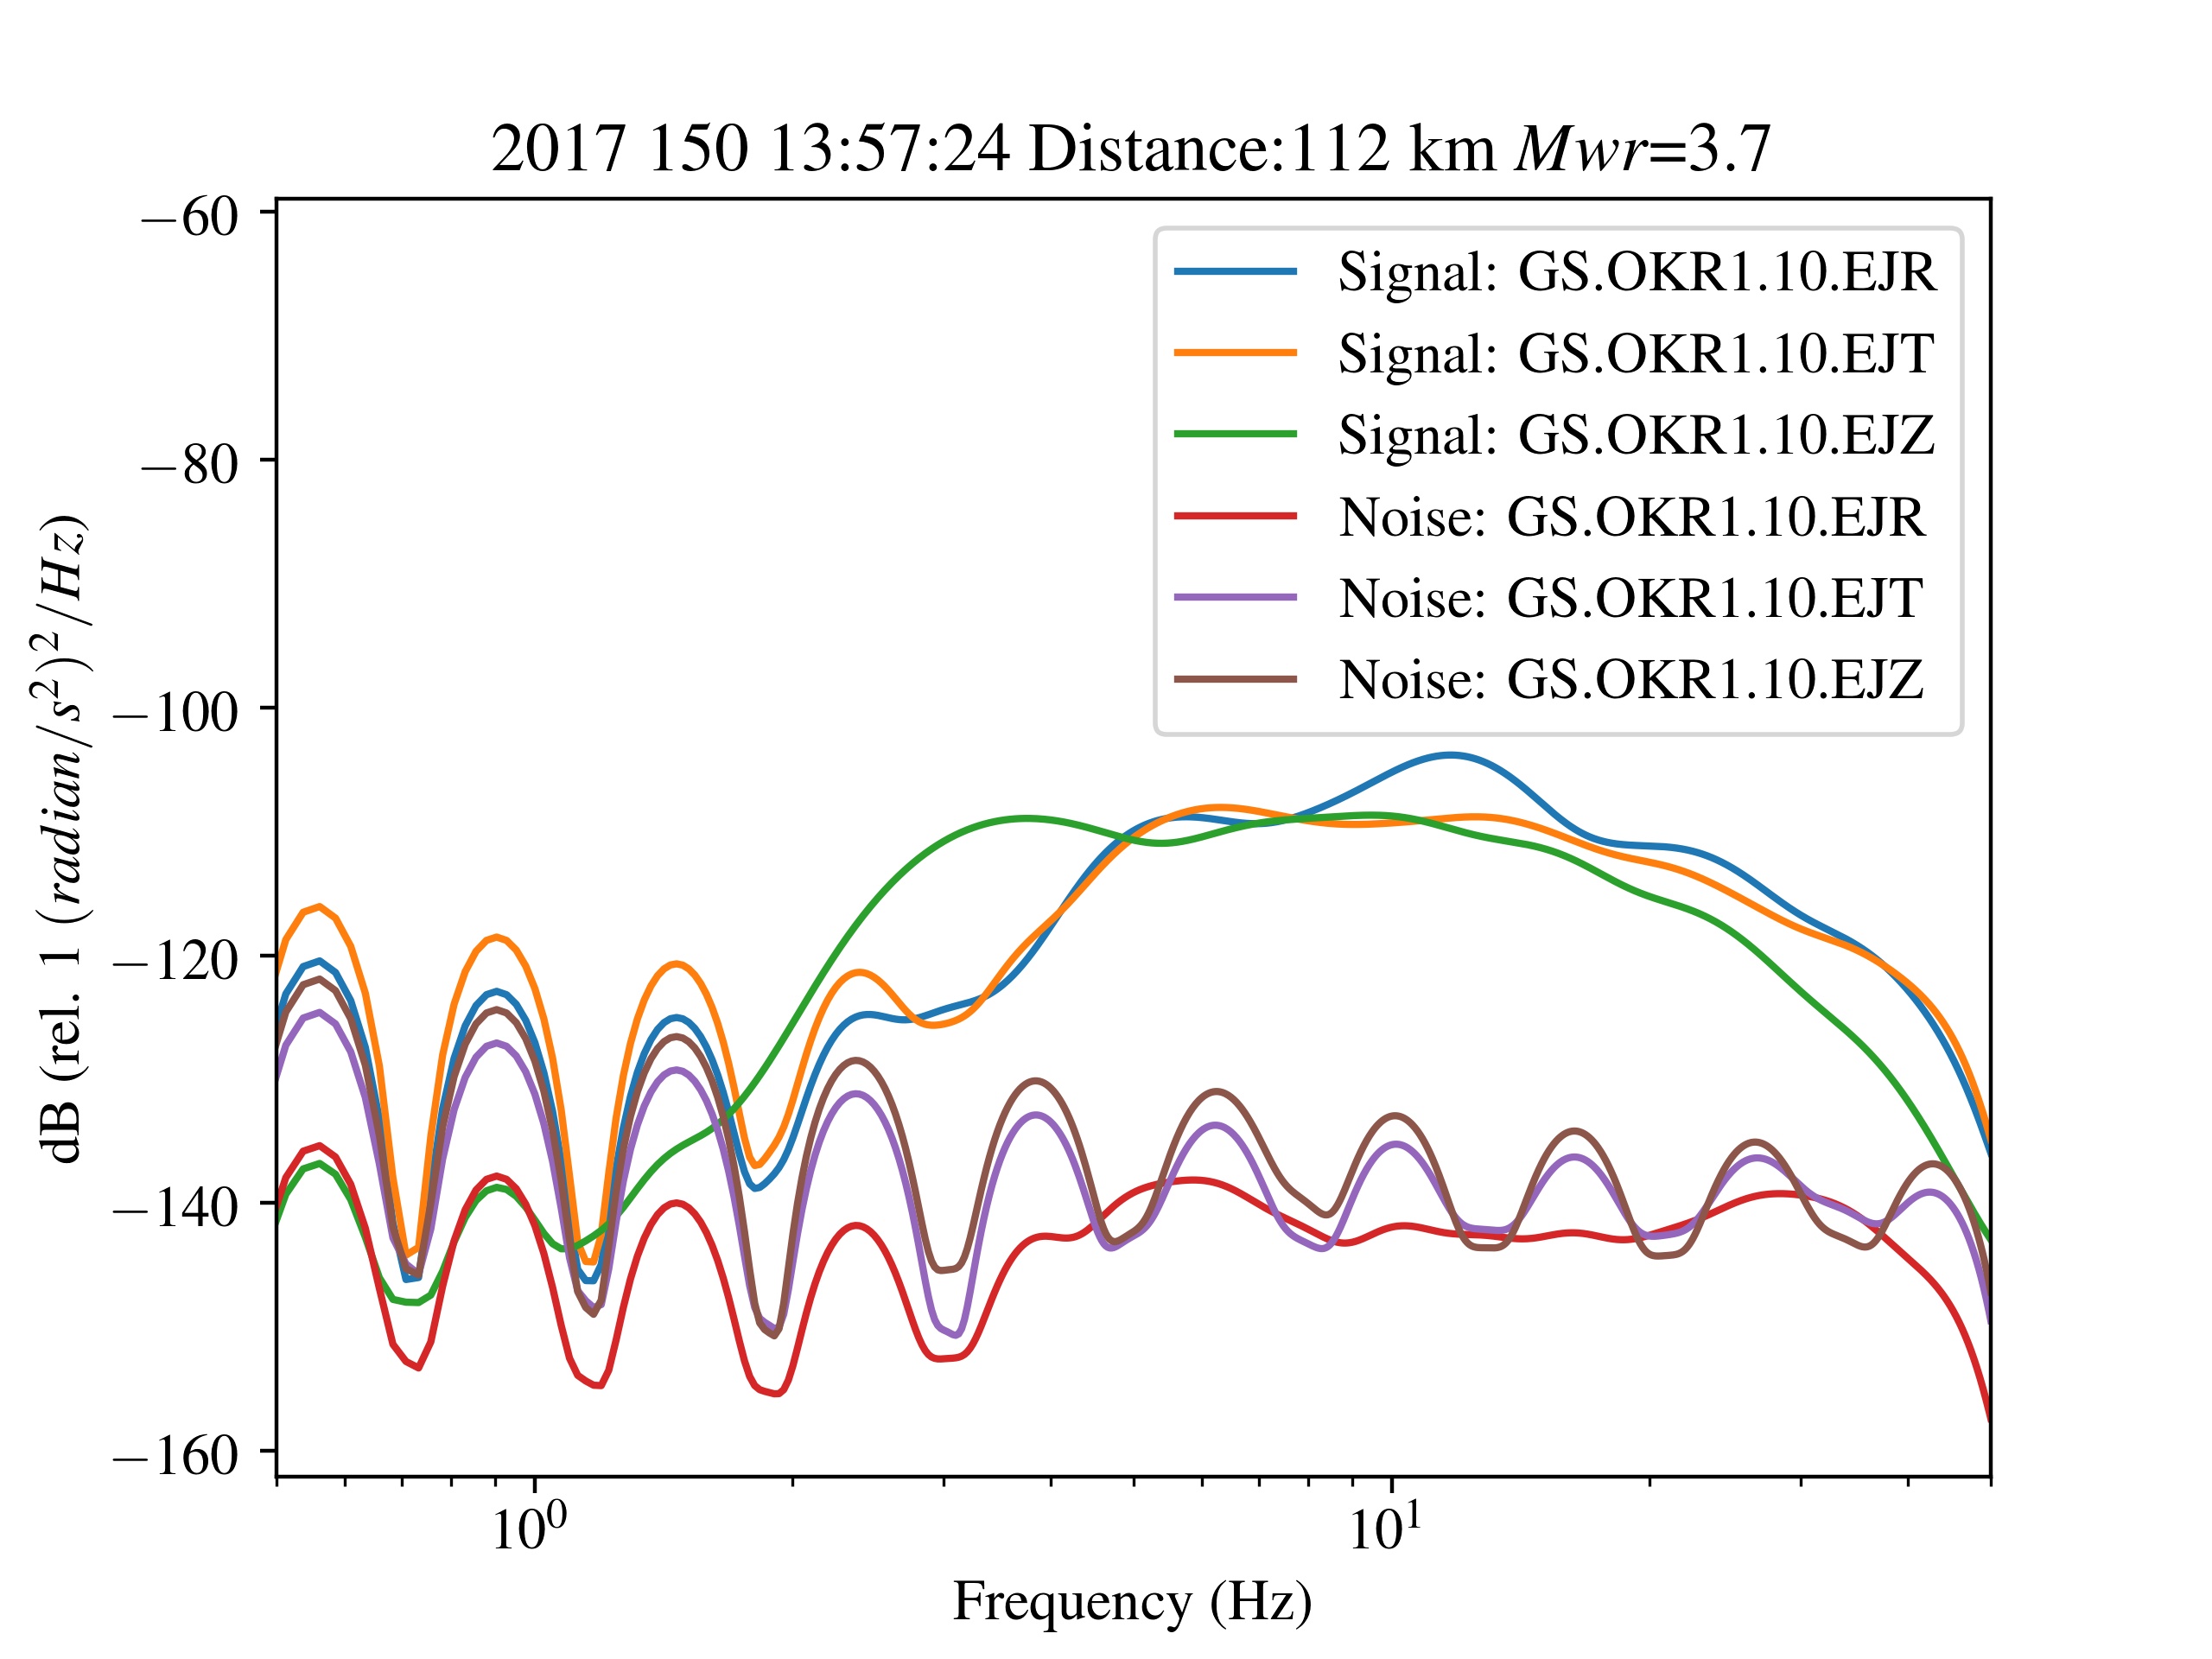 2017 150 13:57:24 Distance:112 km Mwr=3.7
−60
−80
−100
−120
−140
−160
dB (rel. 1 (radian/s²)²/Hz)
Signal: GS.OKR1.10.EJR
Signal: GS.OKR1.10.EJT
Signal: GS.OKR1.10.EJZ
Noise: GS.OKR1.10.EJR
Noise: GS.OKR1.10.EJT
Noise: GS.OKR1.10.EJZ
10⁰ 10¹
Frequency (Hz)